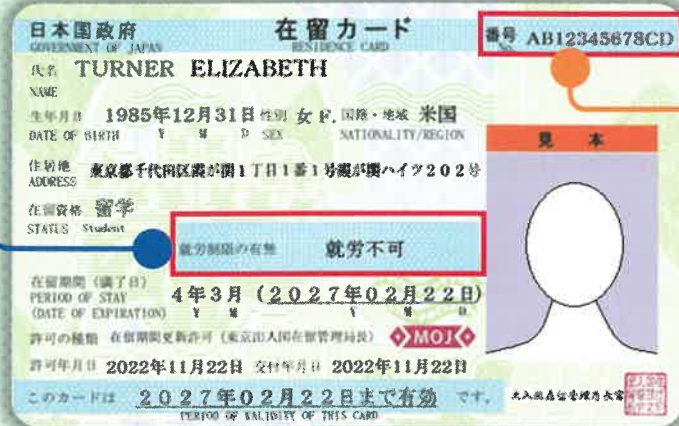 日本国政府 在留カード 番号 AB12345678CD
GOVERNMENT OF JAPAN RESIDENCE CARD No.
氏名 TURNER ELIZABETH
NAME
生年月日 1985年12月31日 性別 女 F. 国籍・地域 米国
DATE OF BIRTH Y M D SEX NATIONALITY/REGION
見 本
住居地 東京都千代田区霞が関1丁目1番1号霞が関ハイツ202号
ADDRESS
在留資格 留学
STATUS Student
就労制限の有無 就労不可
在留期間(満了日)
PERIOD OF STAY 4年3月(2027年02月22日)
(DATE OF EXPIRATION) Y M Y M D
許可の種類 在留期間更新許可(東京出入国在留管理局長) MOJ
許可年月日 2022年11月22日 交付年月日 2022年11月22日
このカードは 2027年02月22日まで有効 です。
PERIOD OF VALIDITY OF THIS CARD
出入国在留管理庁長官